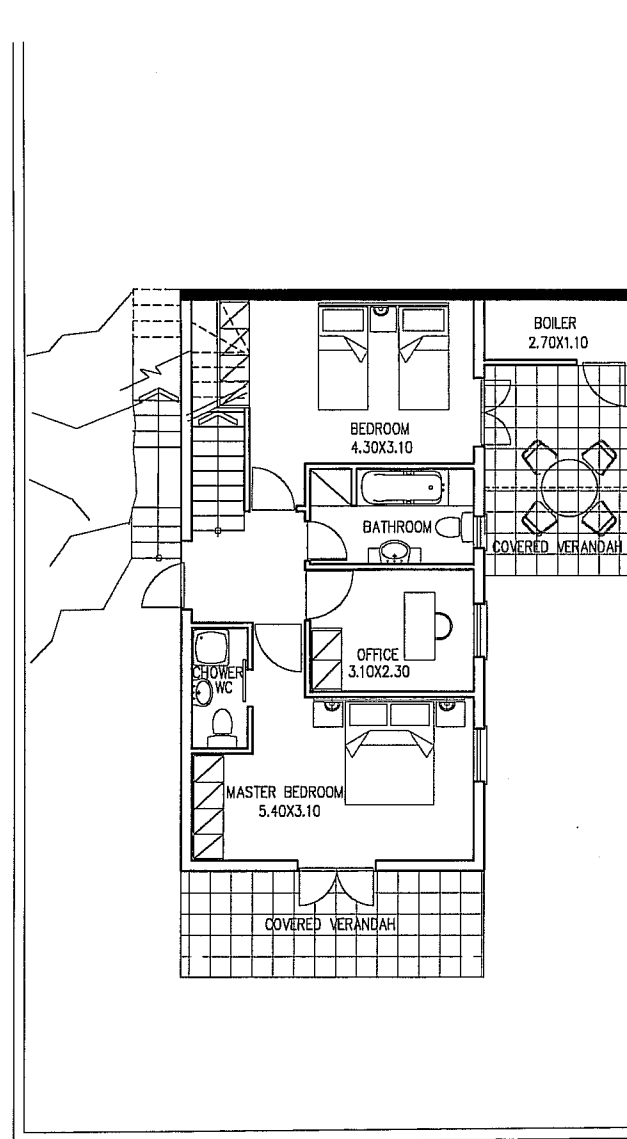 BOILER
2.70X1.10
BEDROOM
4.30X3.10
BATHROOM
COVERED VERANDAH
OFFICE
3.10X2.30
CHOWER
WC
MASTER BEDROOM
5.40X3.10
COVERED VERANDAH